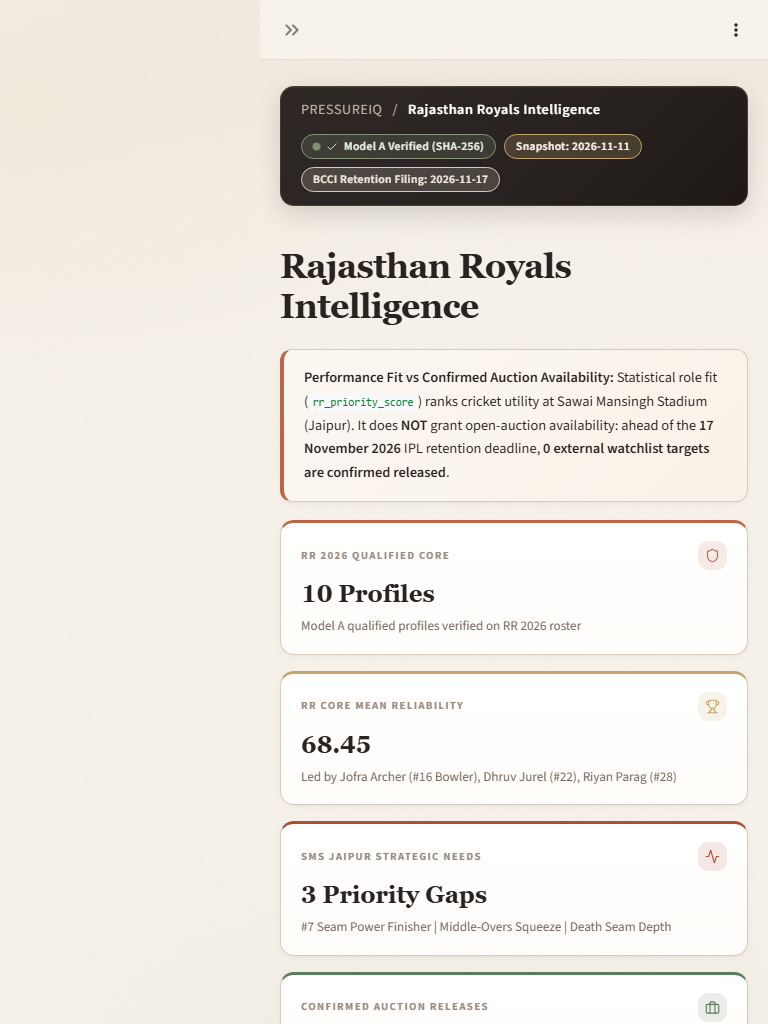 PRESSUREIQ / Rajasthan Royals Intelligence
✓ Model A Verified (SHA-256)
Snapshot: 2026-11-11
BCCI Retention Filing: 2026-11-17
Rajasthan Royals
Intelligence
Performance Fit vs Confirmed Auction Availability: Statistical role fit
( rr_priority_score ) ranks cricket utility at Sawai Mansingh Stadium
(Jaipur). It does NOT grant open-auction availability: ahead of the 17
November 2026 IPL retention deadline, 0 external watchlist targets
are confirmed released.
RR 2026 QUALIFIED CORE
10 Profiles
Model A qualified profiles verified on RR 2026 roster
RR CORE MEAN RELIABILITY
68.45
Led by Jofra Archer (#16 Bowler), Dhruv Jurel (#22), Riyan Parag (#28)
SMS JAIPUR STRATEGIC NEEDS
3 Priority Gaps
#7 Seam Power Finisher | Middle-Overs Squeeze | Death Seam Depth
CONFIRMED AUCTION RELEASES